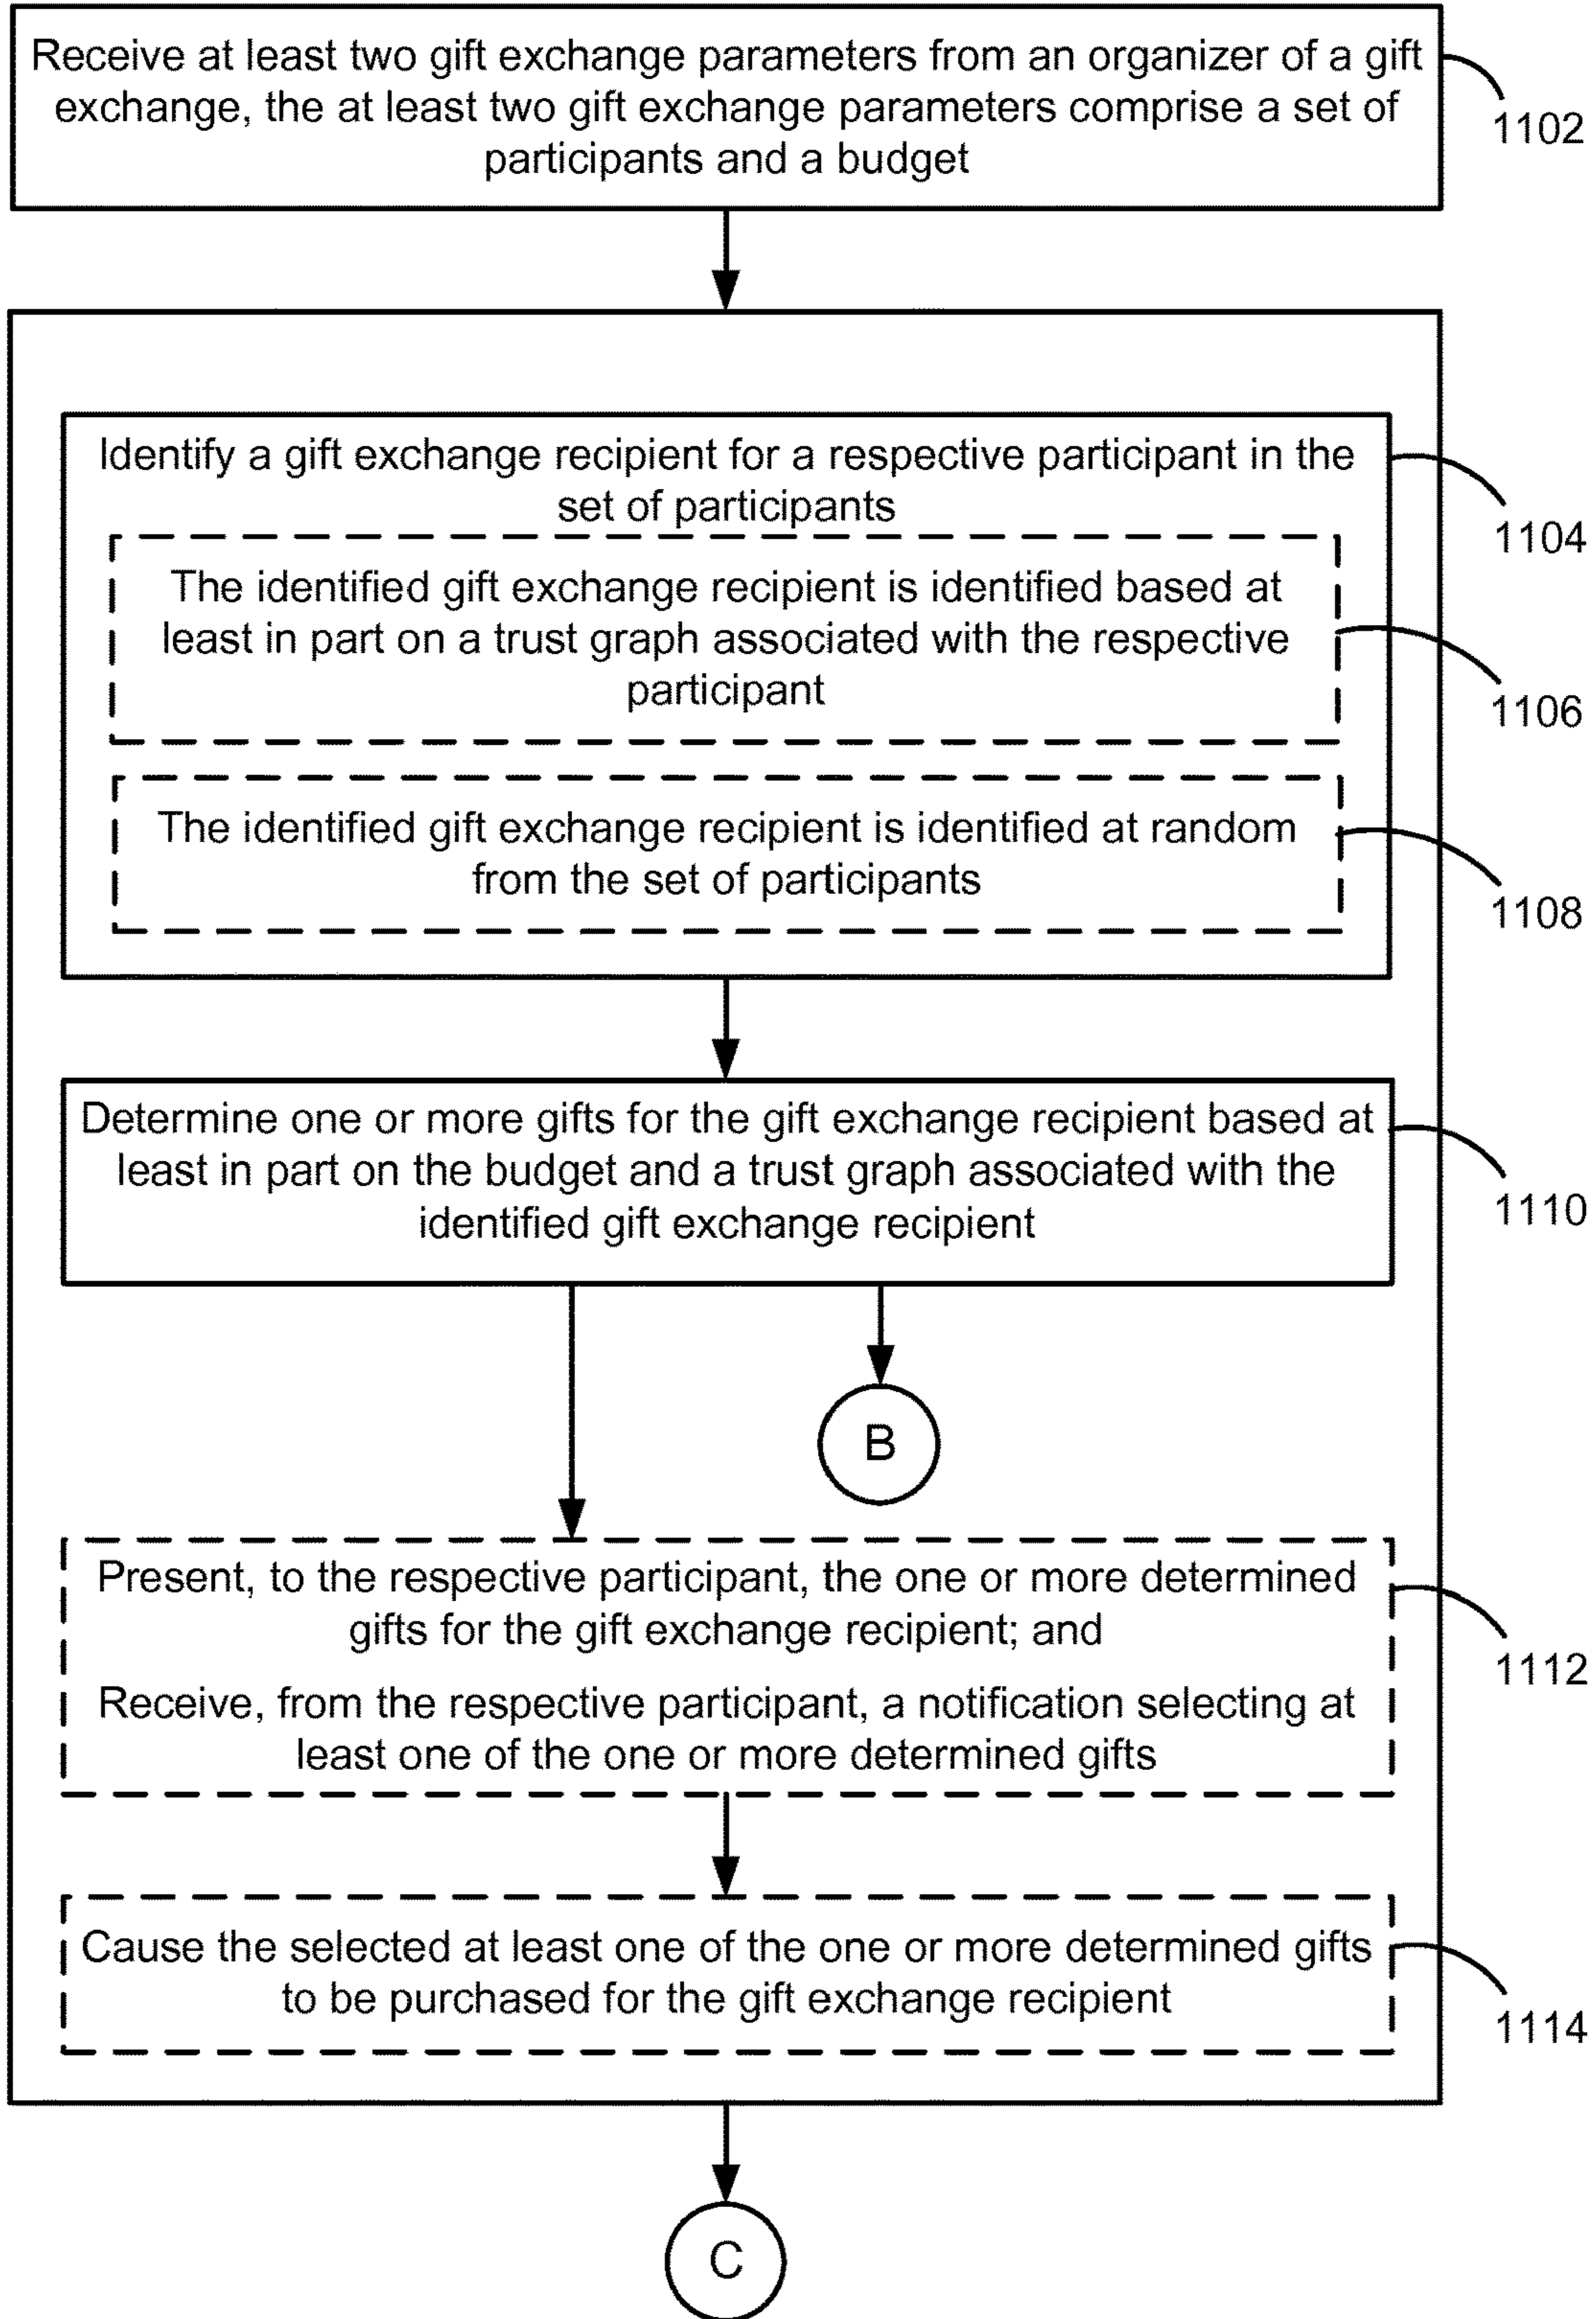 Receive at least two gift exchange parameters from an organizer of a gift
exchange, the at least two gift exchange parameters comprise a set of
participants and a budget
1102
Identify a gift exchange recipient for a respective participant in the
set of participants
1104
The identified gift exchange recipient is identified based at
least in part on a trust graph associated with the respective
participant
1106
The identified gift exchange recipient is identified at random
from the set of participants
1108
Determine one or more gifts for the gift exchange recipient based at
least in part on the budget and a trust graph associated with the
identified gift exchange recipient
1110
B
Present, to the respective participant, the one or more determined
gifts for the gift exchange recipient; and
Receive, from the respective participant, a notification selecting at
least one of the one or more determined gifts
1112
Cause the selected at least one of the one or more determined gifts
to be purchased for the gift exchange recipient
1114
C